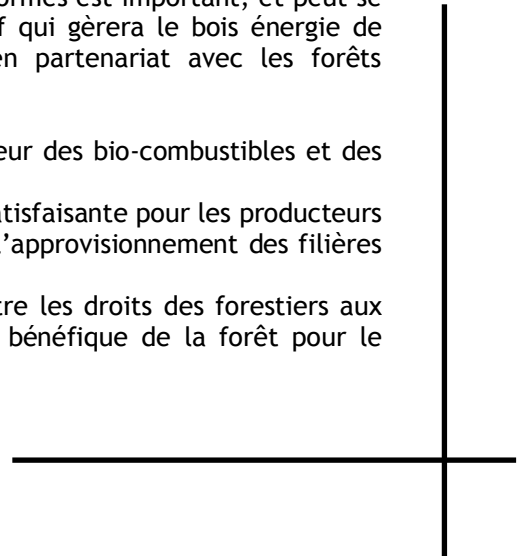 ormes est important, et peut se
f qui gèrera le bois énergie de
en partenariat avec les forêts
eur des bio-combustibles et des
tisfaisante pour les producteurs
l'approvisionnement des filières
tre les droits des forestiers aux
bénéfique de la forêt pour le